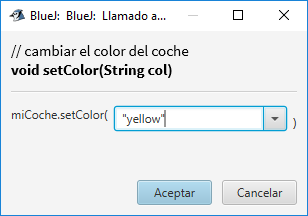 BlueJ: BlueJ: Llamado a...
// cambiar el color del coche
void setColor(String col)
miCoche.setColor( "yellow" )
Aceptar Cancelar